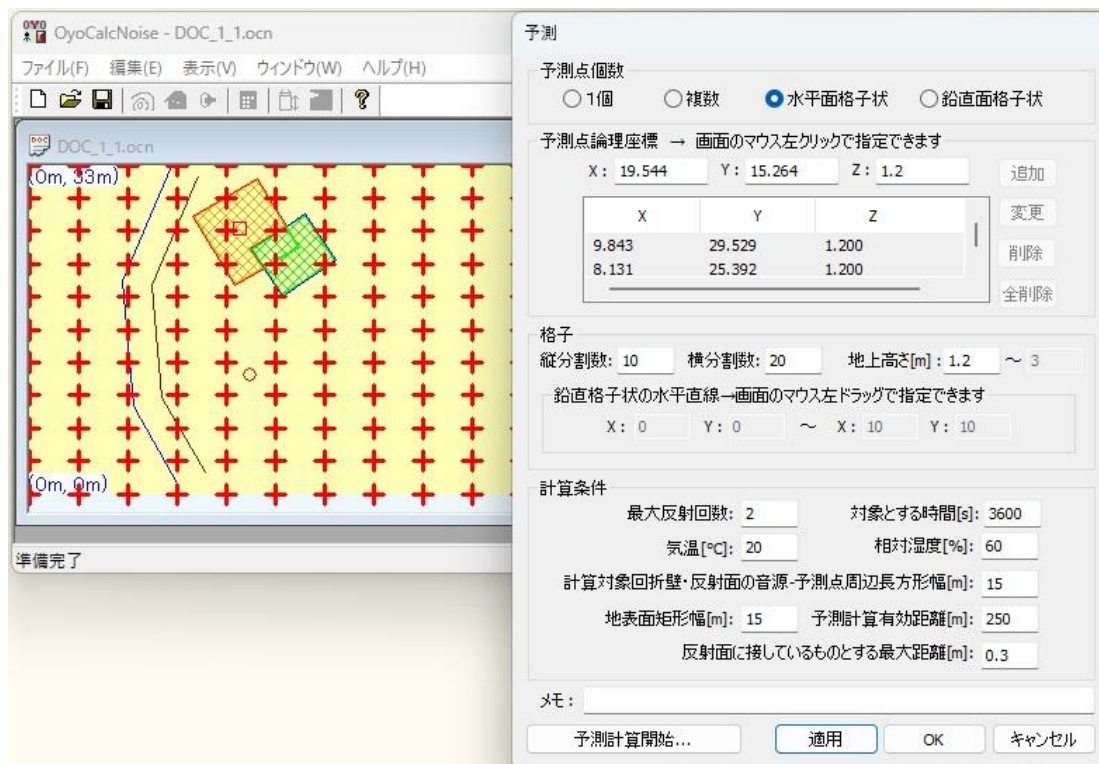 OyoCalcNoise - DOC_1_1.ocn
ファイル(F) 編集(E) 表示(V) ウィンドウ(W) ヘルプ(H)
DOC_1_1.ocn
(0m, 33m)
(0m, 0m)
準備完了
予測
予測点個数
1個 複数 水平面格子状 鉛直面格子状
予測点論理座標 → 画面のマウス左クリックで指定できます
X: 19.544 Y: 15.264 Z: 1.2 追加
X Y Z 変更
9.843 29.529 1.200 削除
8.131 25.392 1.200
全削除
格子
縦分割数: 10 横分割数: 20 地上高さ[m]: 1.2 ～ 3
鉛直格子状の水平直線→画面のマウス左ドラッグで指定できます
X: 0 Y: 0 ～ X: 10 Y: 10
計算条件
最大反射回数: 2 対象とする時間[s]: 3600
気温[℃]: 20 相対湿度[%]: 60
計算対象回折壁・反射面の音源-予測点周辺長方形幅[m]: 15
地表面矩形幅[m]: 15 予測計算有効距離[m]: 250
反射面に接しているものとする最大距離[m]: 0.3
メモ:
予測計算開始... 適用 OK キャンセル